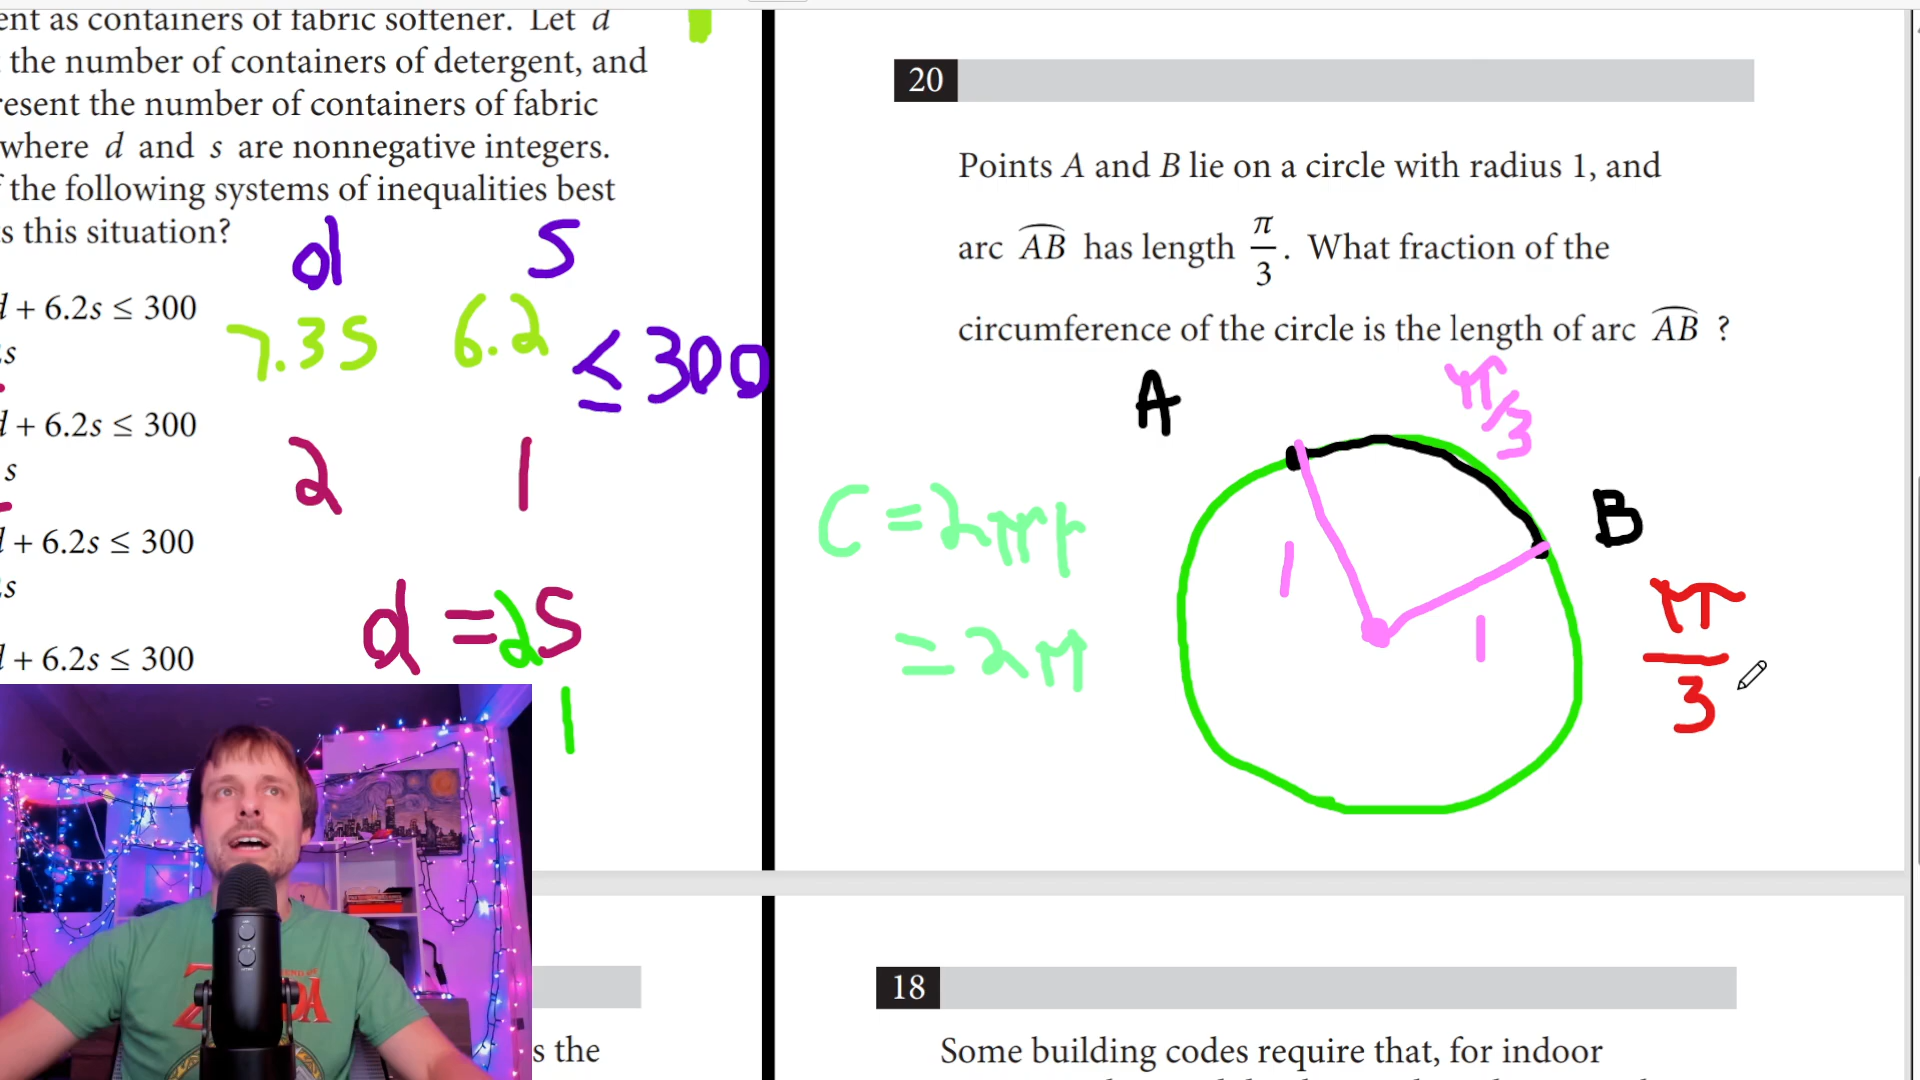 ent as containers of fabric softener. Let d
the number of containers of detergent, and
resent the number of containers of fabric
where d and s are nonnegative integers.
the following systems of inequalities best
s this situation?
d + 6.2s ≤ 300
s
d + 6.2s ≤ 300
s
d + 6.2s ≤ 300
s
d + 6.2s ≤ 300
d s
7.35 6.2 ≤ 300
2 1
d = 2s
1
s the
20
Points A and B lie on a circle with radius 1, and
arc AB has length π/3. What fraction of the
circumference of the circle is the length of arc AB ?
π/3
A
B
C = 2πr
= 2π
1
1
π
3
18
Some building codes require that, for indoor